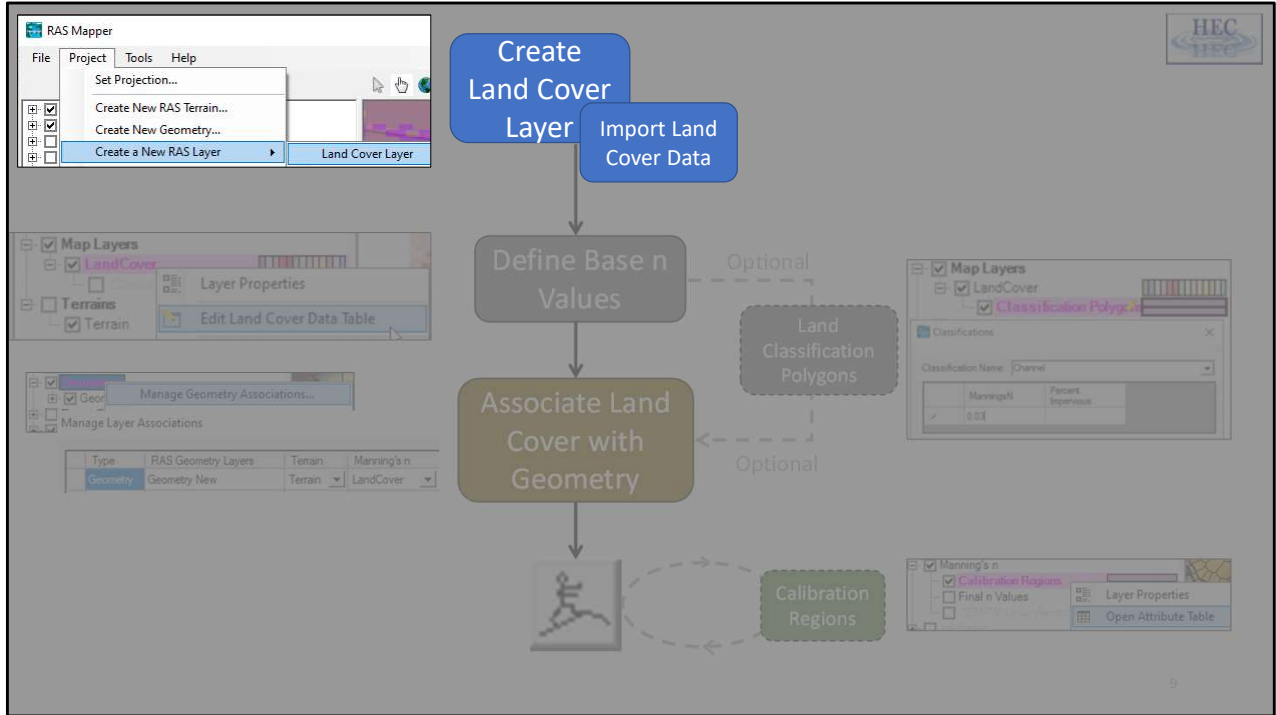 RAS Mapper
File Project Tools Help
Set Projection...
Create New RAS Terrain...
Create New Geometry...
Create a New RAS Layer
Land Cover Layer
Create
Land Cover
Layer
Import Land
Cover Data
HEC
Map Layers
LandCover
Layer Properties
Edit Land Cover Data Table
Terrains
Terrain
Define Base n
Values
Optional
Land
Classification
Polygons
Map Layers
LandCover
Classification Polygons
Classifications
Classification Name: Channel
ManningsN
Percent
Impervious
0.03
Geor
Manage Geometry Associations...
Manage Layer Associations
Type RAS Geometry Layers Terrain Manning's n
Geometry Geometry New Terrain LandCover
Associate Land
Cover with
Geometry
Optional
Calibration
Regions
Manning's n
Calibration Regions
Final n Values
Layer Properties
Open Attribute Table
9